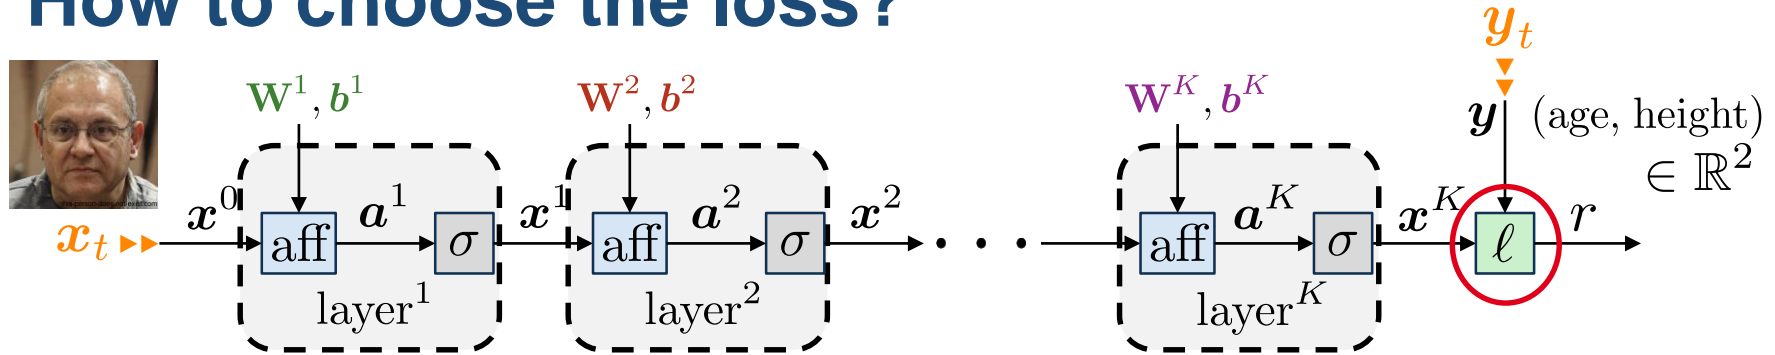 How to choose the loss?
y_t
W^1, b^1 W^2, b^2 W^K, b^K
y (age, height)
∈ ℝ^2
x_t x^0 aff a^1 σ x^1 aff a^2 σ x^2 · · · aff a^K σ x^K ℓ r
layer^1 layer^2 layer^K